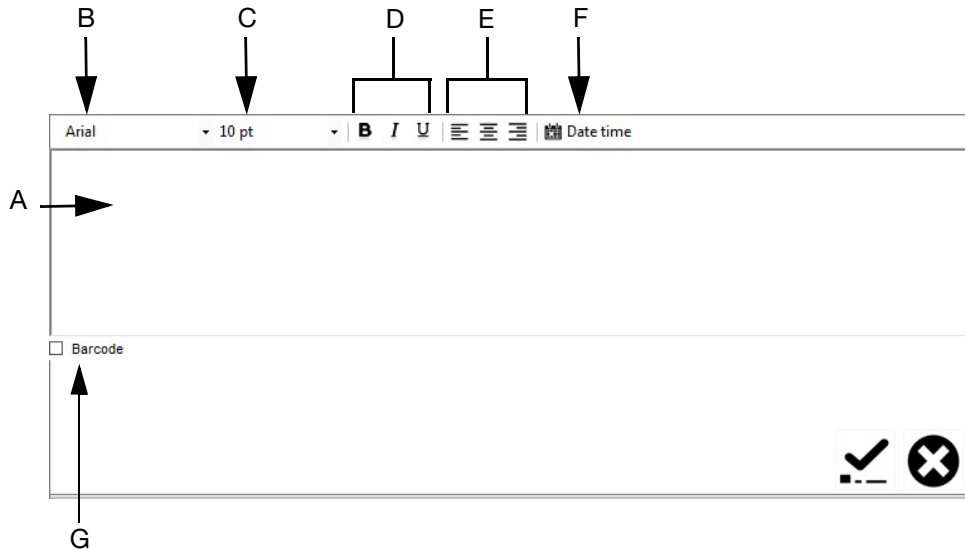 B C D E F
Arial 10 pt B I U Date time
A
Barcode
G